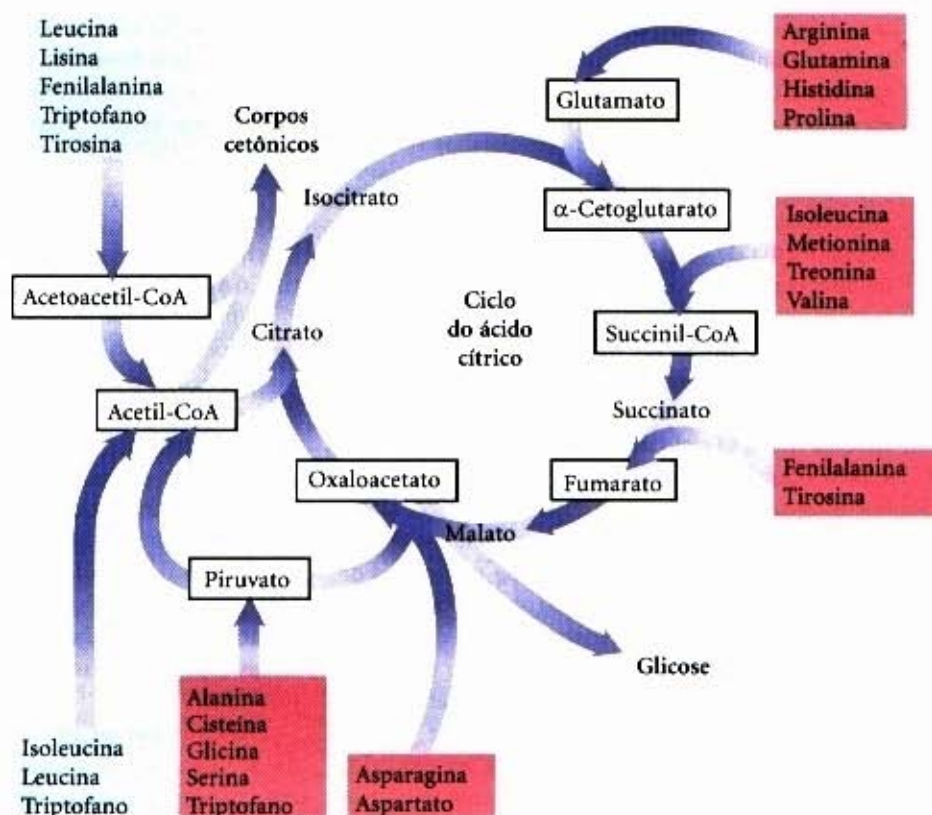 Leucina
Lisina
Fenilalanina
Triptofano
Tirosina
Corpos
cetônicos
Arginina
Glutamina
Histidina
Prolina
Glutamato
Isocitrato
α-Cetoglutarato
Isoleucina
Metionina
Treonina
Valina
Acetoacetil-CoA
Citrato
Ciclo
do ácido
cítrico
Succinil-CoA
Acetil-CoA
Succinato
Oxaloacetato
Fumarato
Fenilalanina
Tirosina
Malato
Piruvato
Glicose
Alanina
Cisteína
Glicina
Serina
Triptofano
Isoleucina
Leucina
Triptofano
Asparagina
Aspartato